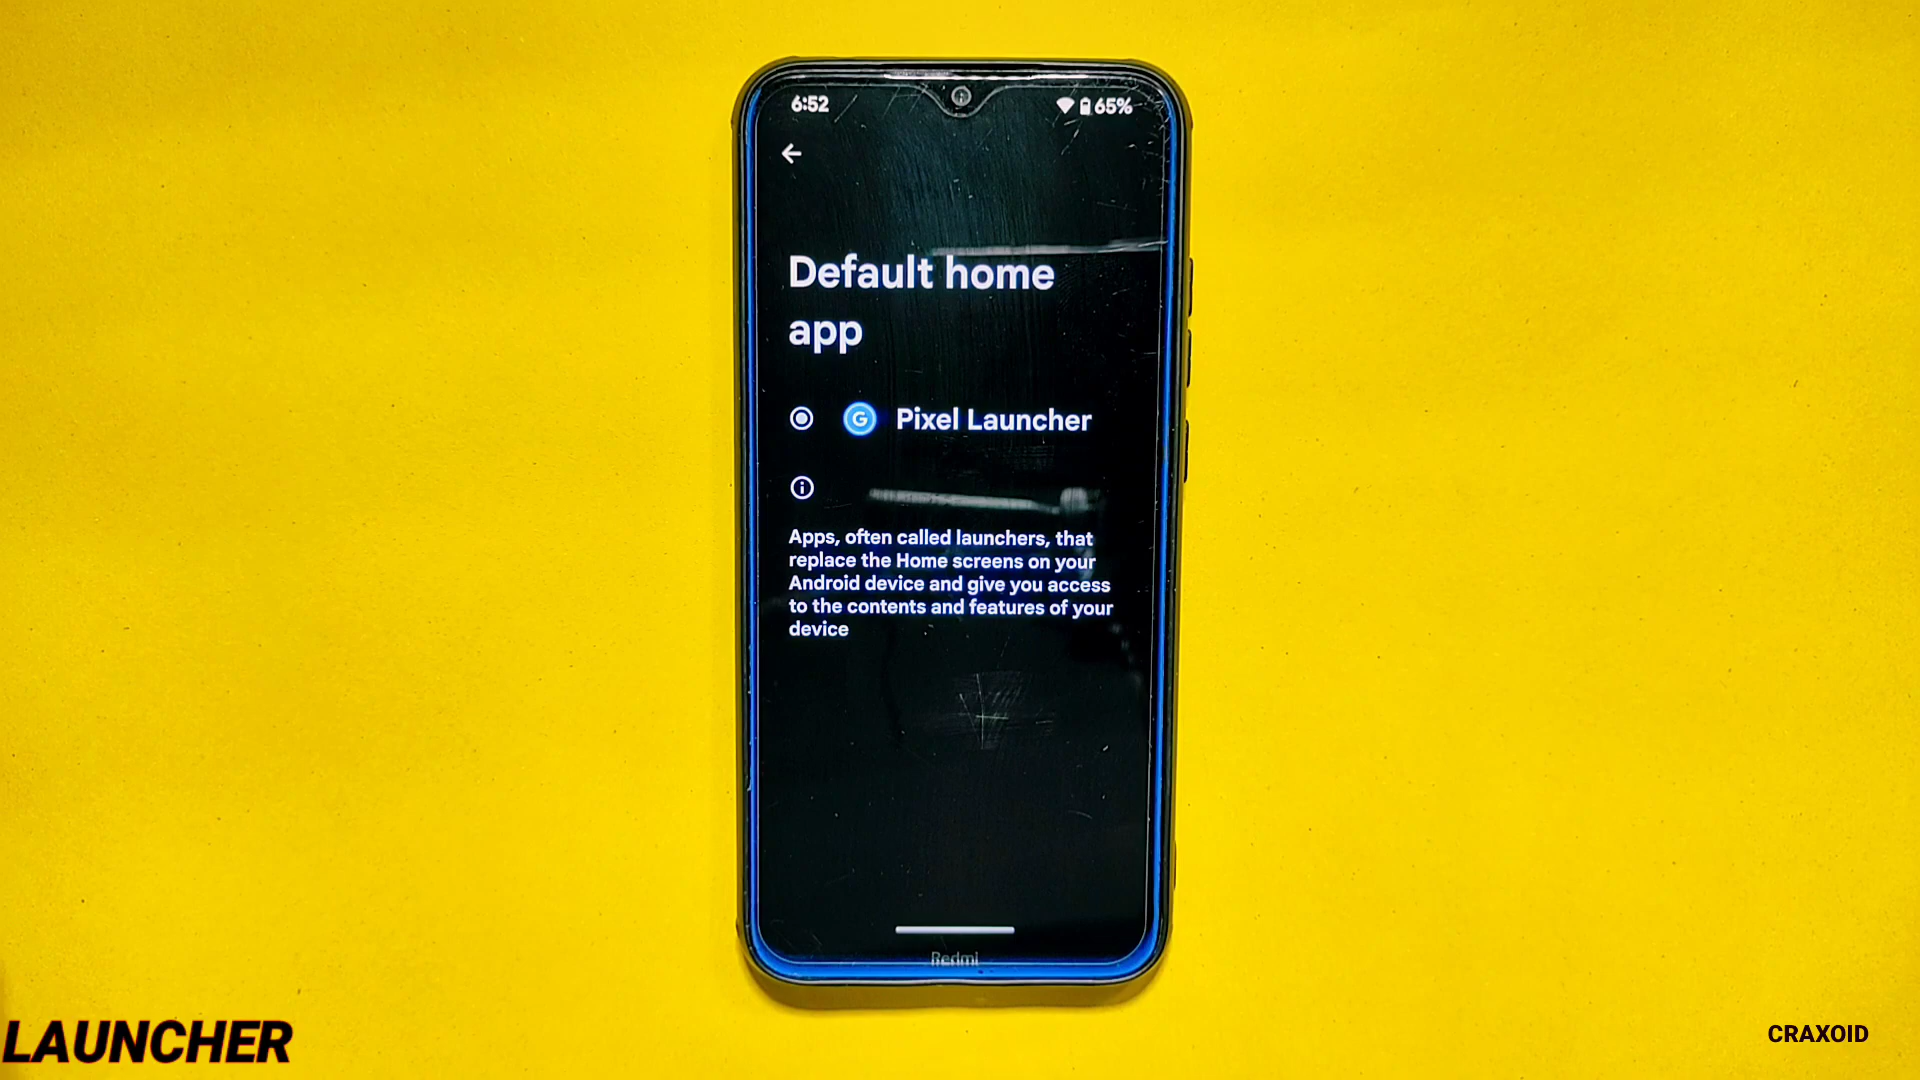 6:52
65%
Default home
app
G Pixel Launcher
Apps, often called launchers, that
replace the Home screens on your
Android device and give you access
to the contents and features of your
device
Redmi
LAUNCHER
CRAXOID